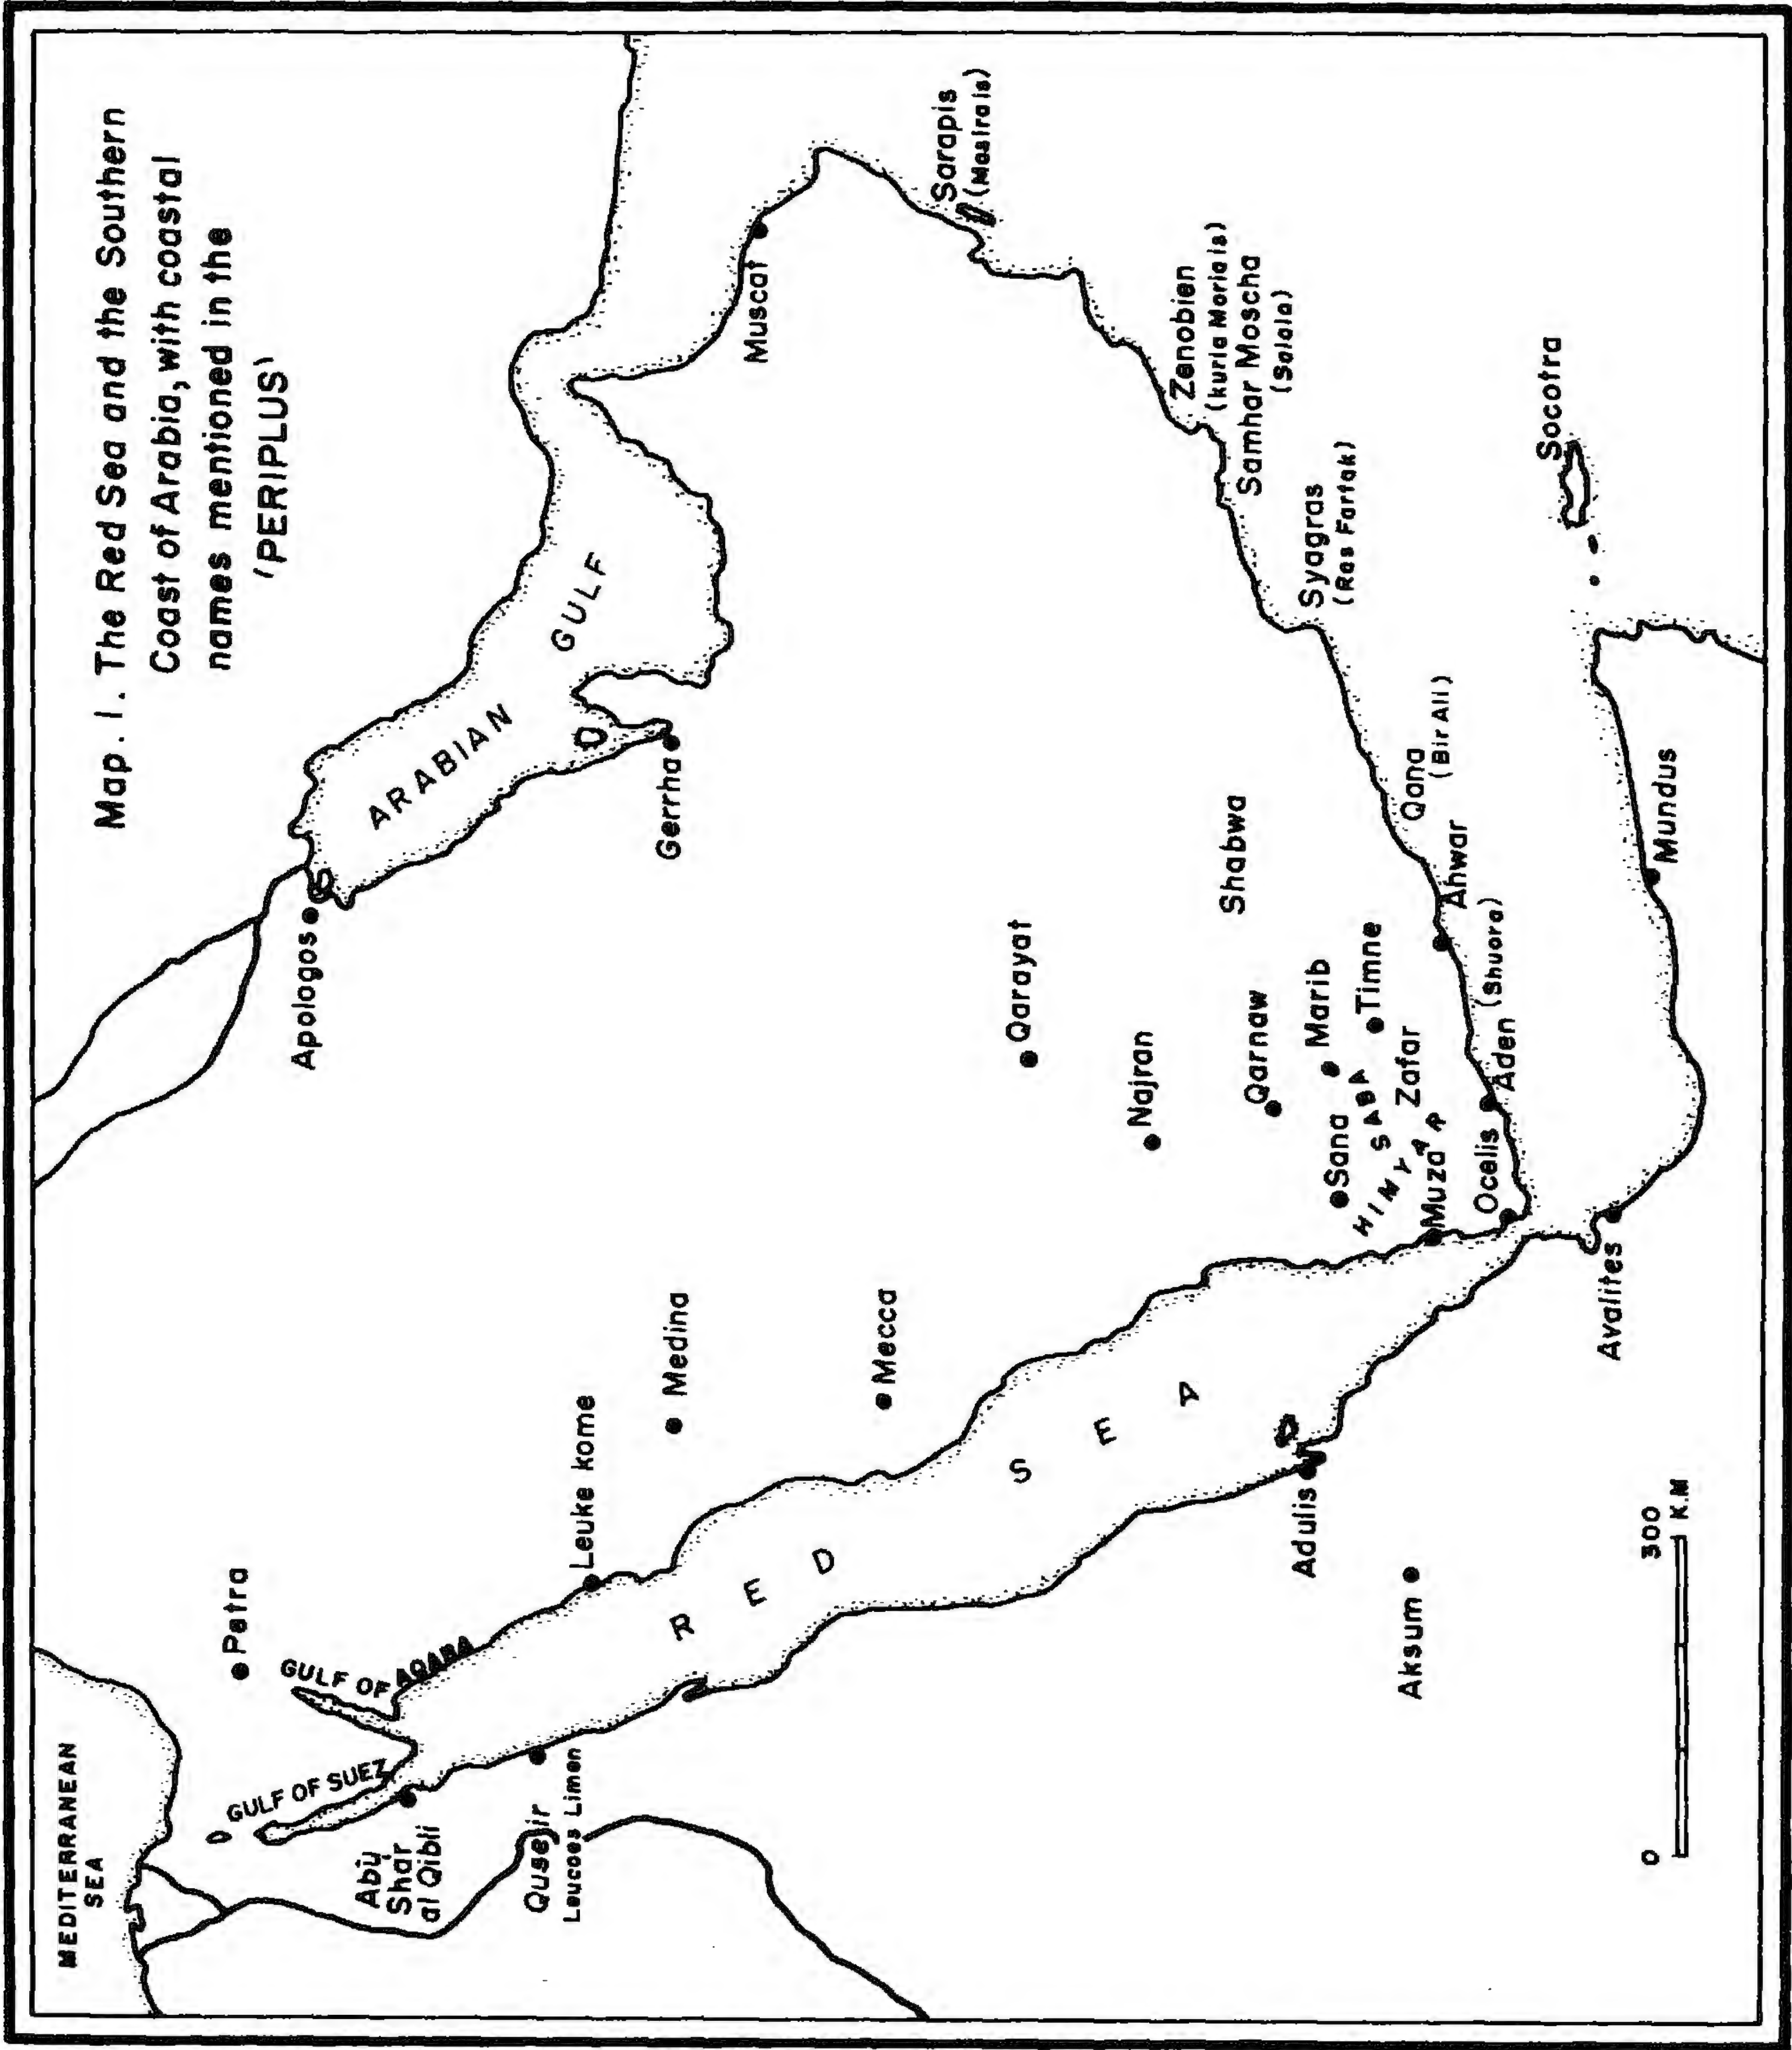 Map. 1. The Red Sea and the Southern
Coast of Arabia, with coastal
names mentioned in the
'PERIPLUS'
MEDITERRANEAN
SEA
GULF OF SUEZ
GULF OF AQABA
Petra
Abu
Shar
al Qibli
Quseir
Leucoes Limen
Leuke kome
Medina
Mecca
RED SEA
Apologos
ARABIAN GULF
Gerrha
Muscat
Sarapis
(Masira is)
Zenobien
(kuria Moria is)
Samhar Moscha
(Salala)
Syagras
(Ras Fartak)
Socotra
Qarayat
Najran
Qarnaw
Shabwa
Marib
Timne
Sana
SABA
HIMYAR
Zafar
Muza
Ocelis
Aden
Ahwar
(Shuora)
Qana
(Bir Ali)
Mundus
Avalites
Adulis
Aksum
0 300
K.M